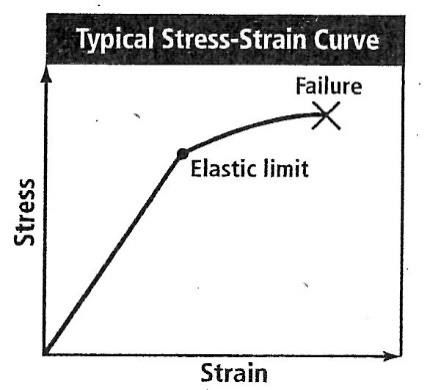 Typical Stress-Strain Curve
Failure
Elastic limit
Stress
Strain